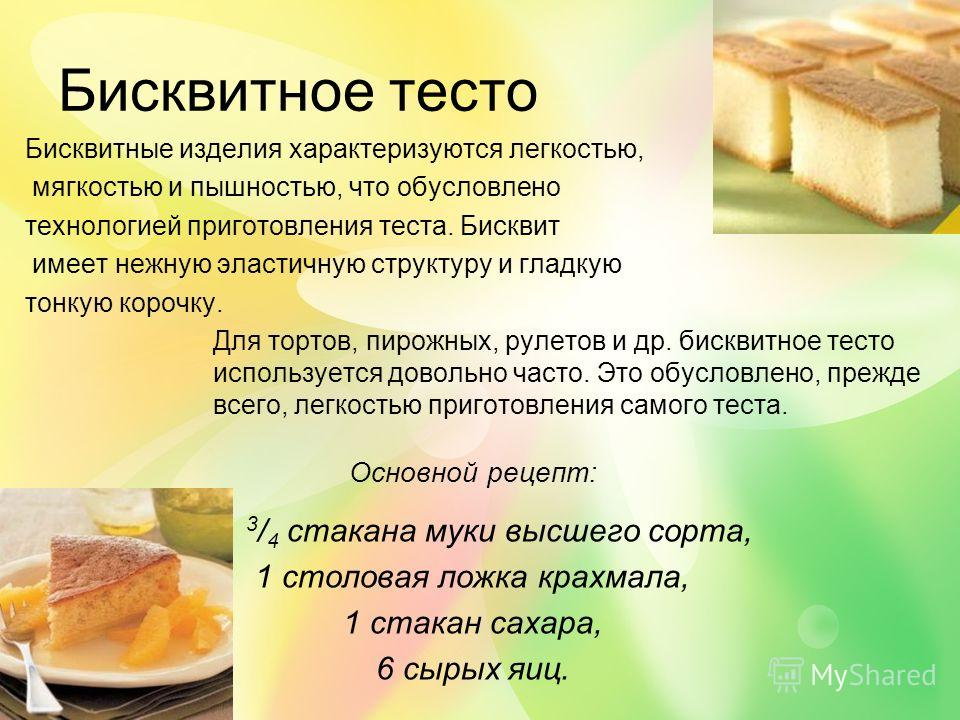 Бисквитное тесто
Бисквитные изделия характеризуются легкостью,
мягкостью и пышностью, что обусловлено
технологией приготовления теста. Бисквит
имеет нежную эластичную структуру и гладкую
тонкую корочку.
Для тортов, пирожных, рулетов и др. бисквитное тесто
используется довольно часто. Это обусловлено, прежде
всего, легкостью приготовления самого теста.
Основной рецепт:
3/4 стакана муки высшего сорта,
1 столовая ложка крахмала,
1 стакан сахара,
6 сырых яиц.
MyShared